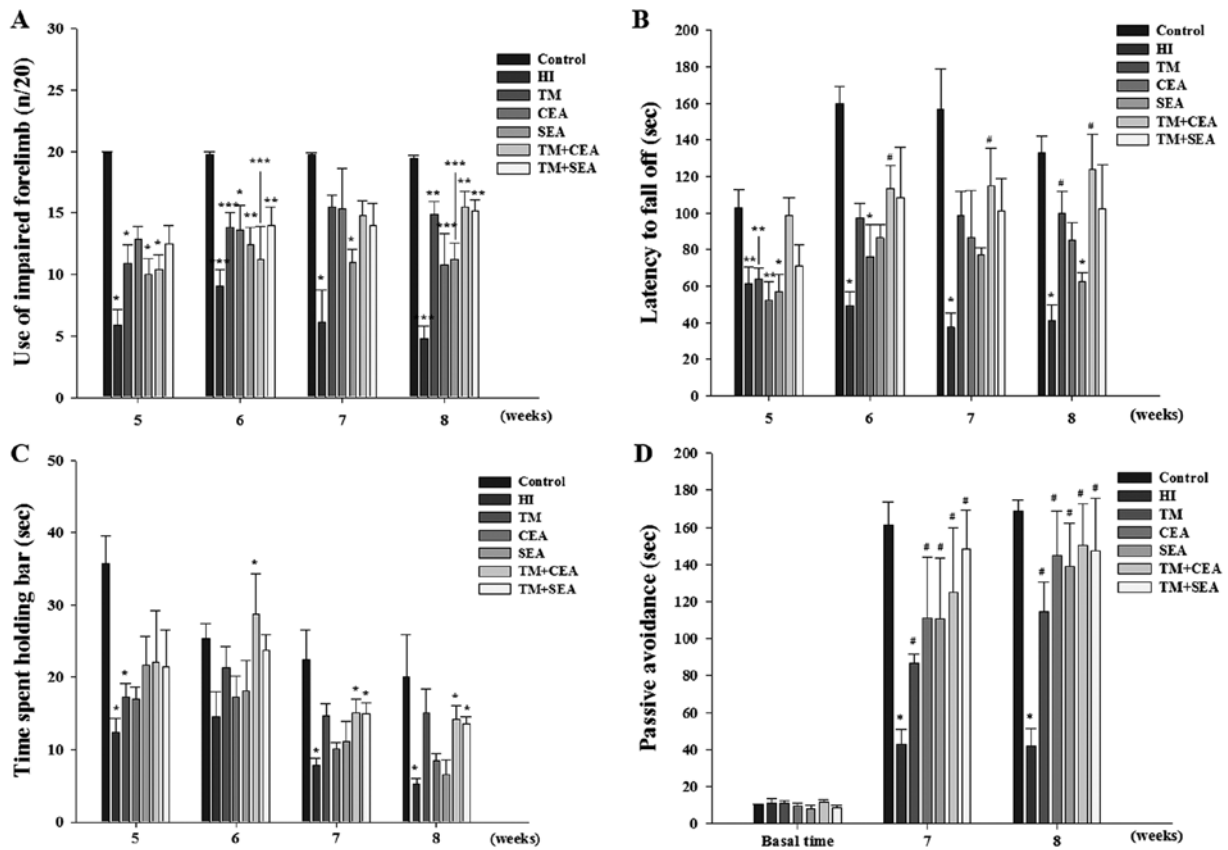 A
Use of impaired forelimb (n/20)
30
25
20
15
10
5
0
Control
HI
TM
CEA
SEA
TM+CEA
TM+SEA
* * * * *
*** *** * ** *** **
* *
*** ** *** *** ** **
5 6 7 8 (weeks)
B
Latency to fall off (sec)
200
180
160
140
120
100
80
60
40
20
0
Control
HI
TM
CEA
SEA
TM+CEA
TM+SEA
** ** ** *
* * #
* #
* # * #
5 6 7 8 (weeks)
C
Time spent holding bar (sec)
50
40
30
20
10
0
Control
HI
TM
CEA
SEA
TM+CEA
TM+SEA
* *
*
* * *
* * *
5 6 7 8 (weeks)
D
Passive avoidance (sec)
200
180
160
140
120
100
80
60
40
20
0
Control
HI
TM
CEA
SEA
TM+CEA
TM+SEA
* # # # # #
* # # # # #
Basal time 7 8 (weeks)